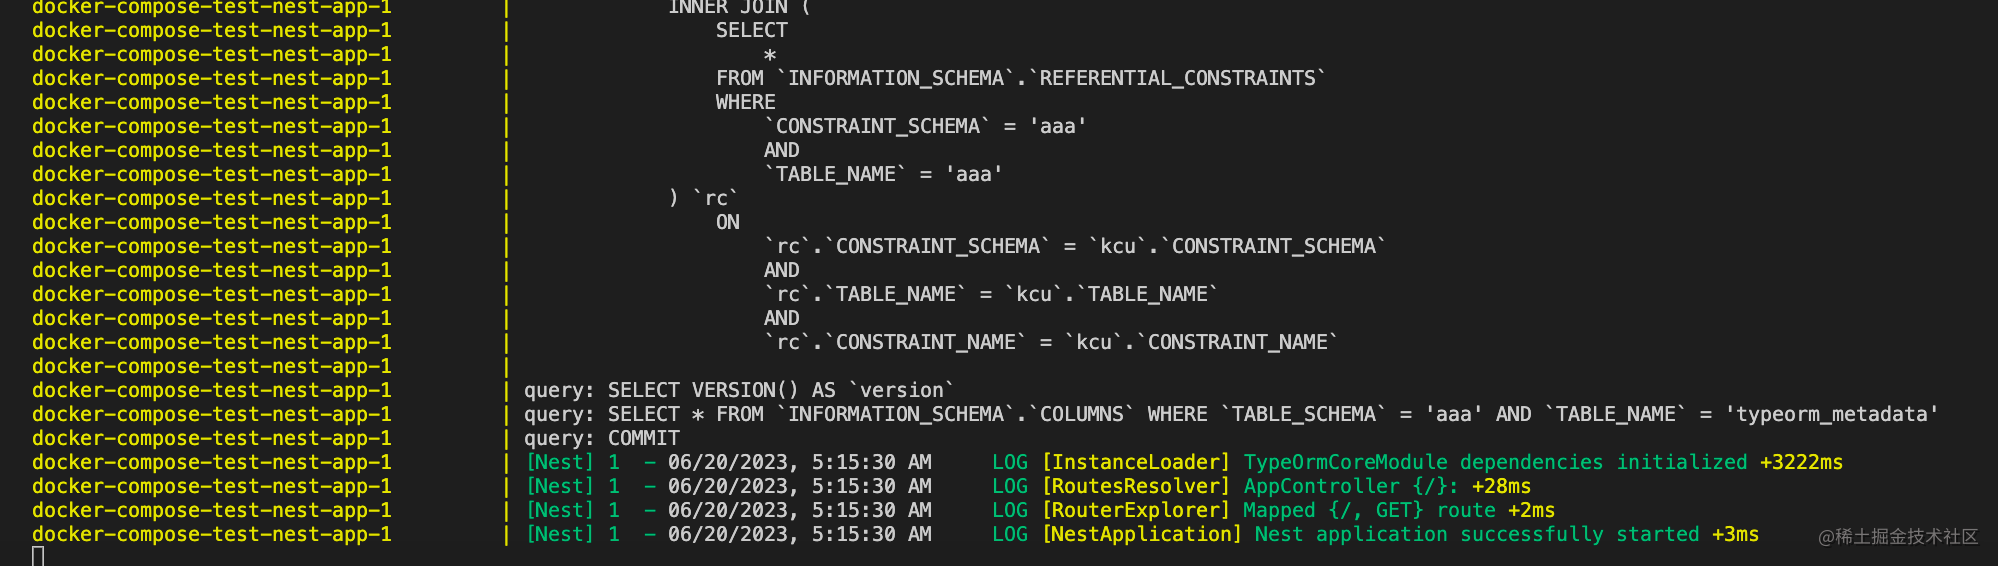 docker-compose-test-nest-app-1 | INNER JOIN (
docker-compose-test-nest-app-1 | SELECT
docker-compose-test-nest-app-1 | *
docker-compose-test-nest-app-1 | FROM `INFORMATION_SCHEMA`.`REFERENTIAL_CONSTRAINTS`
docker-compose-test-nest-app-1 | WHERE
docker-compose-test-nest-app-1 | `CONSTRAINT_SCHEMA` = 'aaa'
docker-compose-test-nest-app-1 | AND
docker-compose-test-nest-app-1 | `TABLE_NAME` = 'aaa'
docker-compose-test-nest-app-1 | ) `rc`
docker-compose-test-nest-app-1 | ON
docker-compose-test-nest-app-1 | `rc`.`CONSTRAINT_SCHEMA` = `kcu`.`CONSTRAINT_SCHEMA`
docker-compose-test-nest-app-1 | AND
docker-compose-test-nest-app-1 | `rc`.`TABLE_NAME` = `kcu`.`TABLE_NAME`
docker-compose-test-nest-app-1 | AND
docker-compose-test-nest-app-1 | `rc`.`CONSTRAINT_NAME` = `kcu`.`CONSTRAINT_NAME`
docker-compose-test-nest-app-1 |
docker-compose-test-nest-app-1 | query: SELECT VERSION() AS `version`
docker-compose-test-nest-app-1 | query: SELECT * FROM `INFORMATION_SCHEMA`.`COLUMNS` WHERE `TABLE_SCHEMA` = 'aaa' AND `TABLE_NAME` = 'typeorm_metadata'
docker-compose-test-nest-app-1 | query: COMMIT
docker-compose-test-nest-app-1 | [Nest] 1  - 06/20/2023, 5:15:30 AM     LOG [InstanceLoader] TypeOrmCoreModule dependencies initialized +3222ms
docker-compose-test-nest-app-1 | [Nest] 1  - 06/20/2023, 5:15:30 AM     LOG [RoutesResolver] AppController {/}: +28ms
docker-compose-test-nest-app-1 | [Nest] 1  - 06/20/2023, 5:15:30 AM     LOG [RouterExplorer] Mapped {/, GET} route +2ms
docker-compose-test-nest-app-1 | [Nest] 1  - 06/20/2023, 5:15:30 AM     LOG [NestApplication] Nest application successfully started +3ms
@稀土掘金技术社区